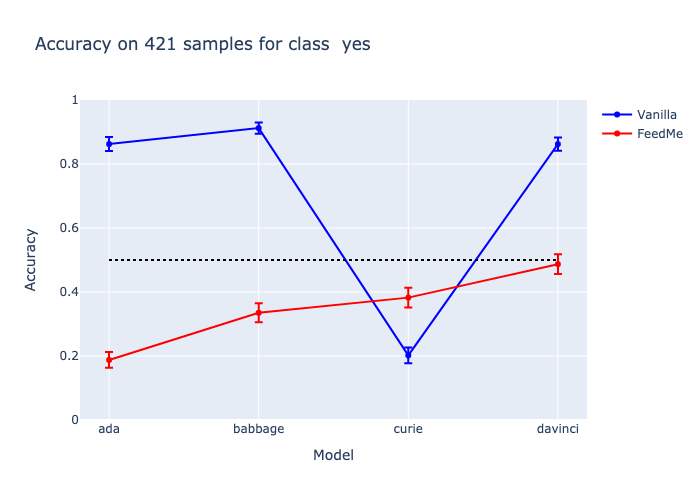 Accuracy on 421 samples for class  yes
Vanilla
FeedMe
1
0.8
0.6
0.4
0.2
0
Accuracy
ada
babbage
curie
davinci
Model